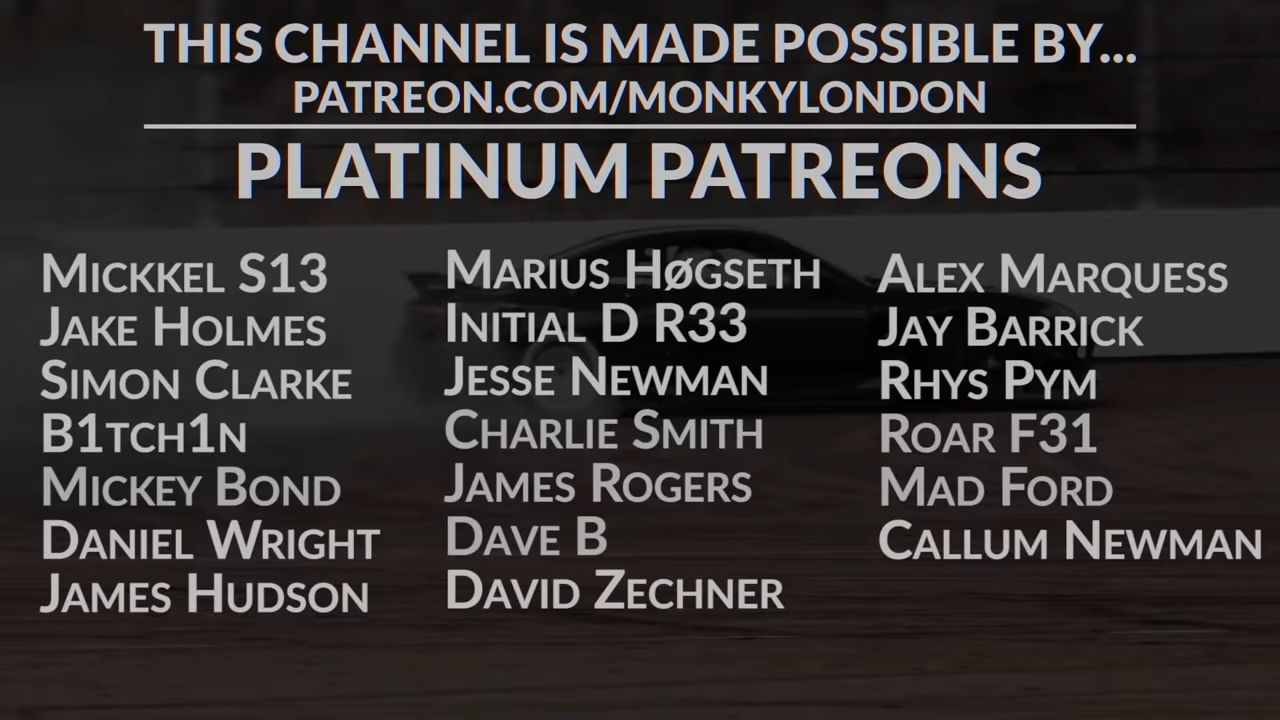 THIS CHANNEL IS MADE POSSIBLE BY...
PATREON.COM/MONKYLONDON
PLATINUM PATREONS
MICKKEL S13
JAKE HOLMES
SIMON CLARKE
B1TCH1N
MICKEY BOND
DANIEL WRIGHT
JAMES HUDSON
MARIUS HØGSETH
INITIAL D R33
JESSE NEWMAN
CHARLIE SMITH
JAMES ROGERS
DAVE B
DAVID ZECHNER
ALEX MARQUESS
JAY BARRICK
RHYS PYM
ROAR F31
MAD FORD
CALLUM NEWMAN